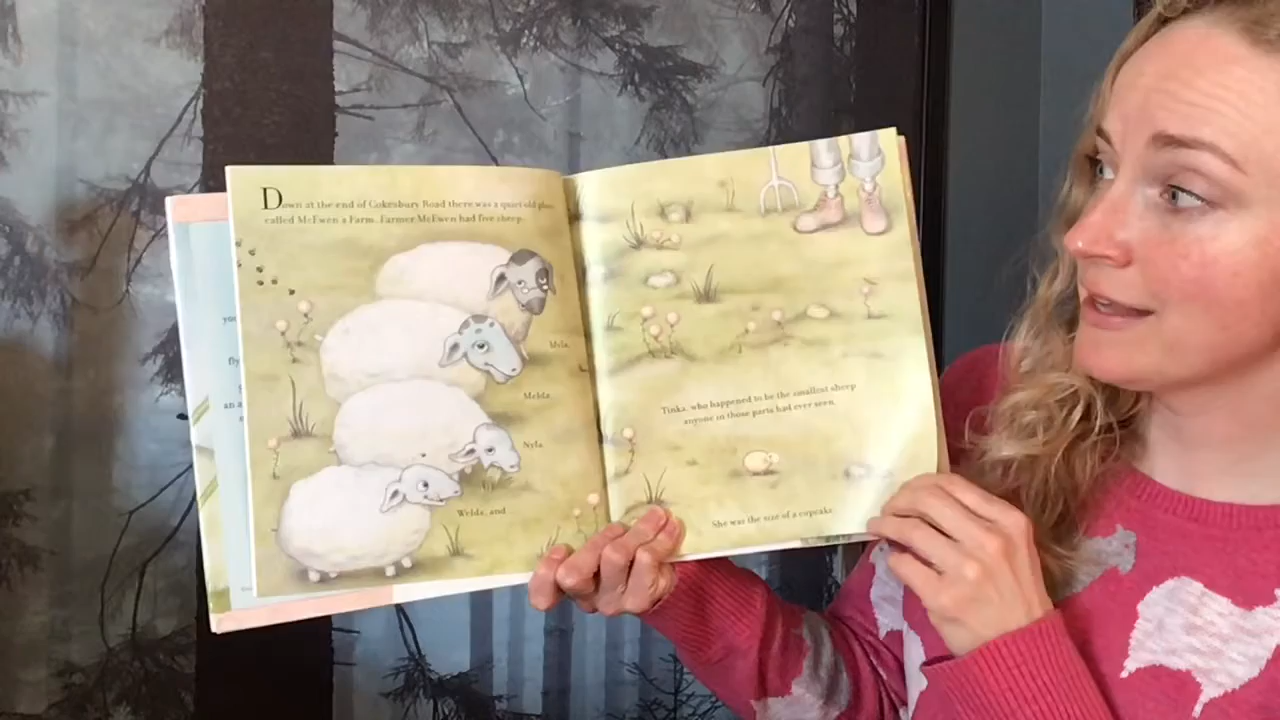 Down at the end of Cokesbury Road there was a quiet old place
called McEwen's Farm. Farmer McEwen had five sheep.
Myla,
Melda,
Nyla,
Welda, and
Tinka, who happened to be the smallest sheep
anyone in those parts had ever seen.
She was the size of a cupcake.